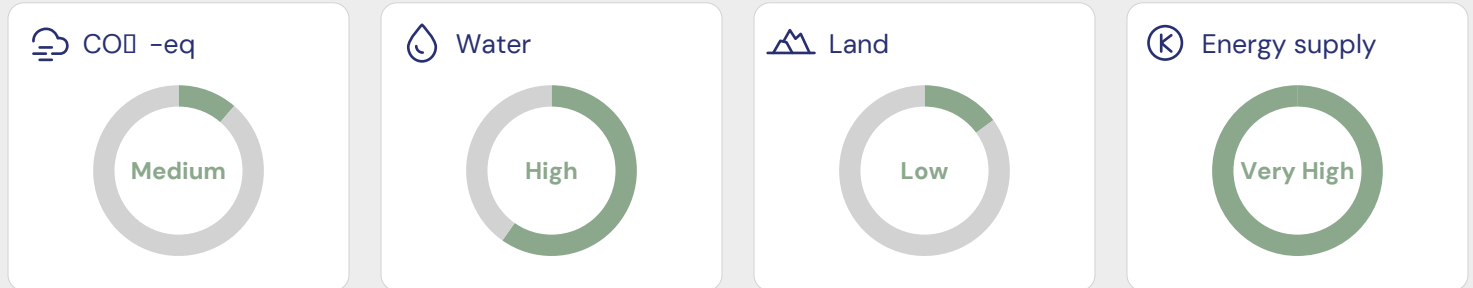 CO▯ -eq
Water
Land
Energy supply
Medium
High
Low
Very High